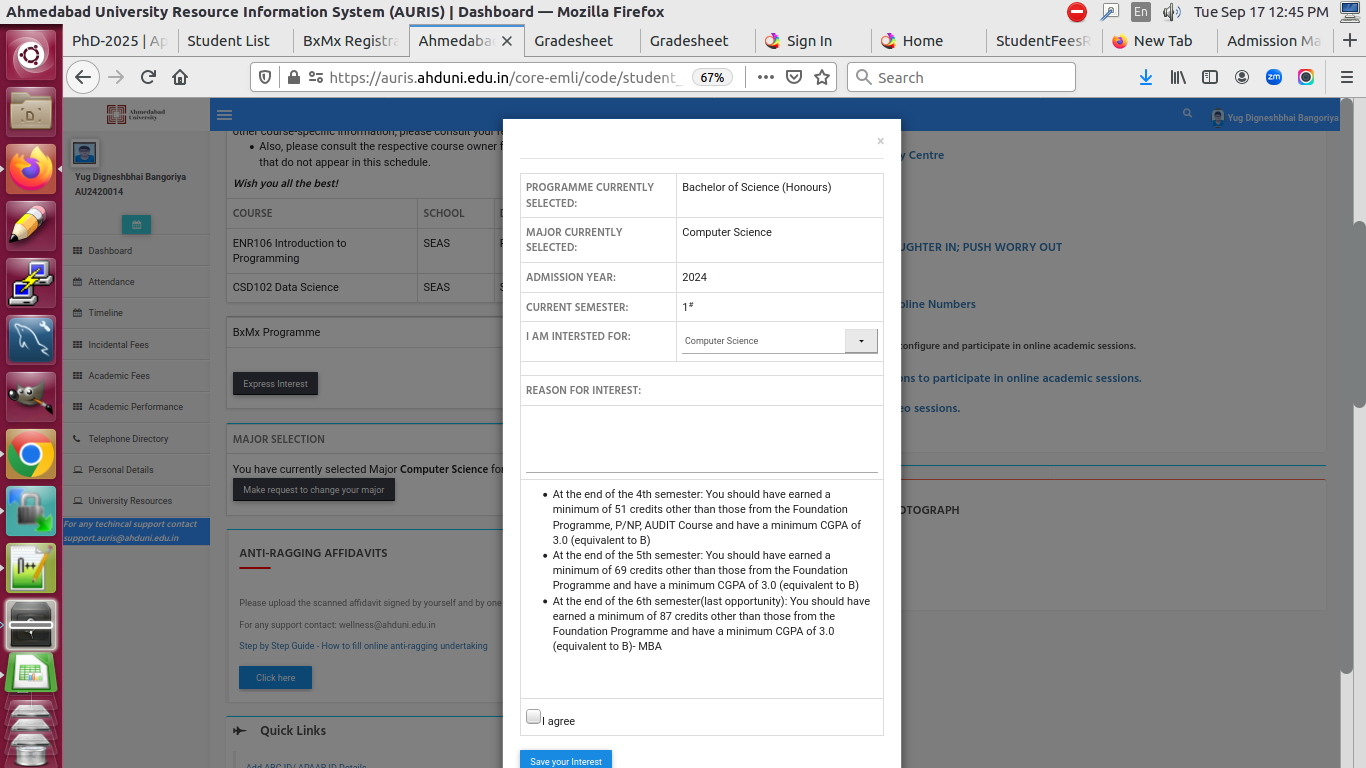 Ahmedabad University Resource Information System (AURIS) | Dashboard — Mozilla Firefox
En
Tue Sep 17 12:45 PM
PhD-2025 | Ap
Student List
BxMx Registra
Ahmedaba
Gradesheet
Gradesheet
Sign In
Home
StudentFeesR
New Tab
Admission Ma
https://auris.ahduni.edu.in/core-emli/code/student_
67%
Search
zm
Ahmedabad
University
Yug Digneshbhai Bangoriya
Yug Digneshbhai Bangoriya
AU2420014
Dashboard
Attendance
Timeline
Incidental Fees
Academic Fees
Academic Performance
Telephone Directory
Personal Details
University Resources
For any techincal support contact
support.auris@ahduni.edu.in
other course-specific information, please consult your
Also, please consult the respective course owner f
that do not appear in this schedule.
Wish you all the best!
COURSE
SCHOOL
ENR106 Introduction to
Programming
SEAS
CSD102 Data Science
SEAS
BxMx Programme
Express Interest
MAJOR SELECTION
You have currently selected Major Computer Science for
Make request to change your major
ANTI-RAGGING AFFIDAVITS
Please upload the scanned affidavit signed by yourself and by one
For any support contact: wellness@ahduni.edu.in
Step by Step Guide - How to fill online anti-ragging undertaking
Click here
Quick Links
Add ABC ID/ APAAR ID Details
×
PROGRAMME CURRENTLY
SELECTED:
Bachelor of Science (Honours)
MAJOR CURRENTLY
SELECTED:
Computer Science
ADMISSION YEAR:
2024
CURRENT SEMESTER:
1#
I AM INTERSTED FOR:
Computer Science
REASON FOR INTEREST:
At the end of the 4th semester: You should have earned a
minimum of 51 credits other than those from the Foundation
Programme, P/NP, AUDIT Course and have a minimum CGPA of
3.0 (equivalent to B)
At the end of the 5th semester: You should have earned a
minimum of 69 credits other than those from the Foundation
Programme and have a minimum CGPA of 3.0 (equivalent to B)
At the end of the 6th semester(last opportunity): You should have
earned a minimum of 87 credits other than those from the
Foundation Programme and have a minimum CGPA of 3.0
(equivalent to B)- MBA
I agree
Save your Interest
y Centre
UGHTER IN; PUSH WORRY OUT
pline Numbers
configure and participate in online academic sessions.
ons to participate in online academic sessions.
eo sessions.
OTOGRAPH